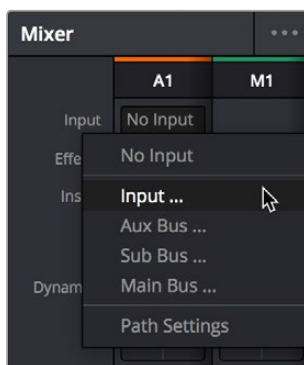 Mixer
A1 M1
Input No Input
Effe No Input
Ins Input ...
Aux Bus ...
Sub Bus ...
Dynam Main Bus ...
Path Settings